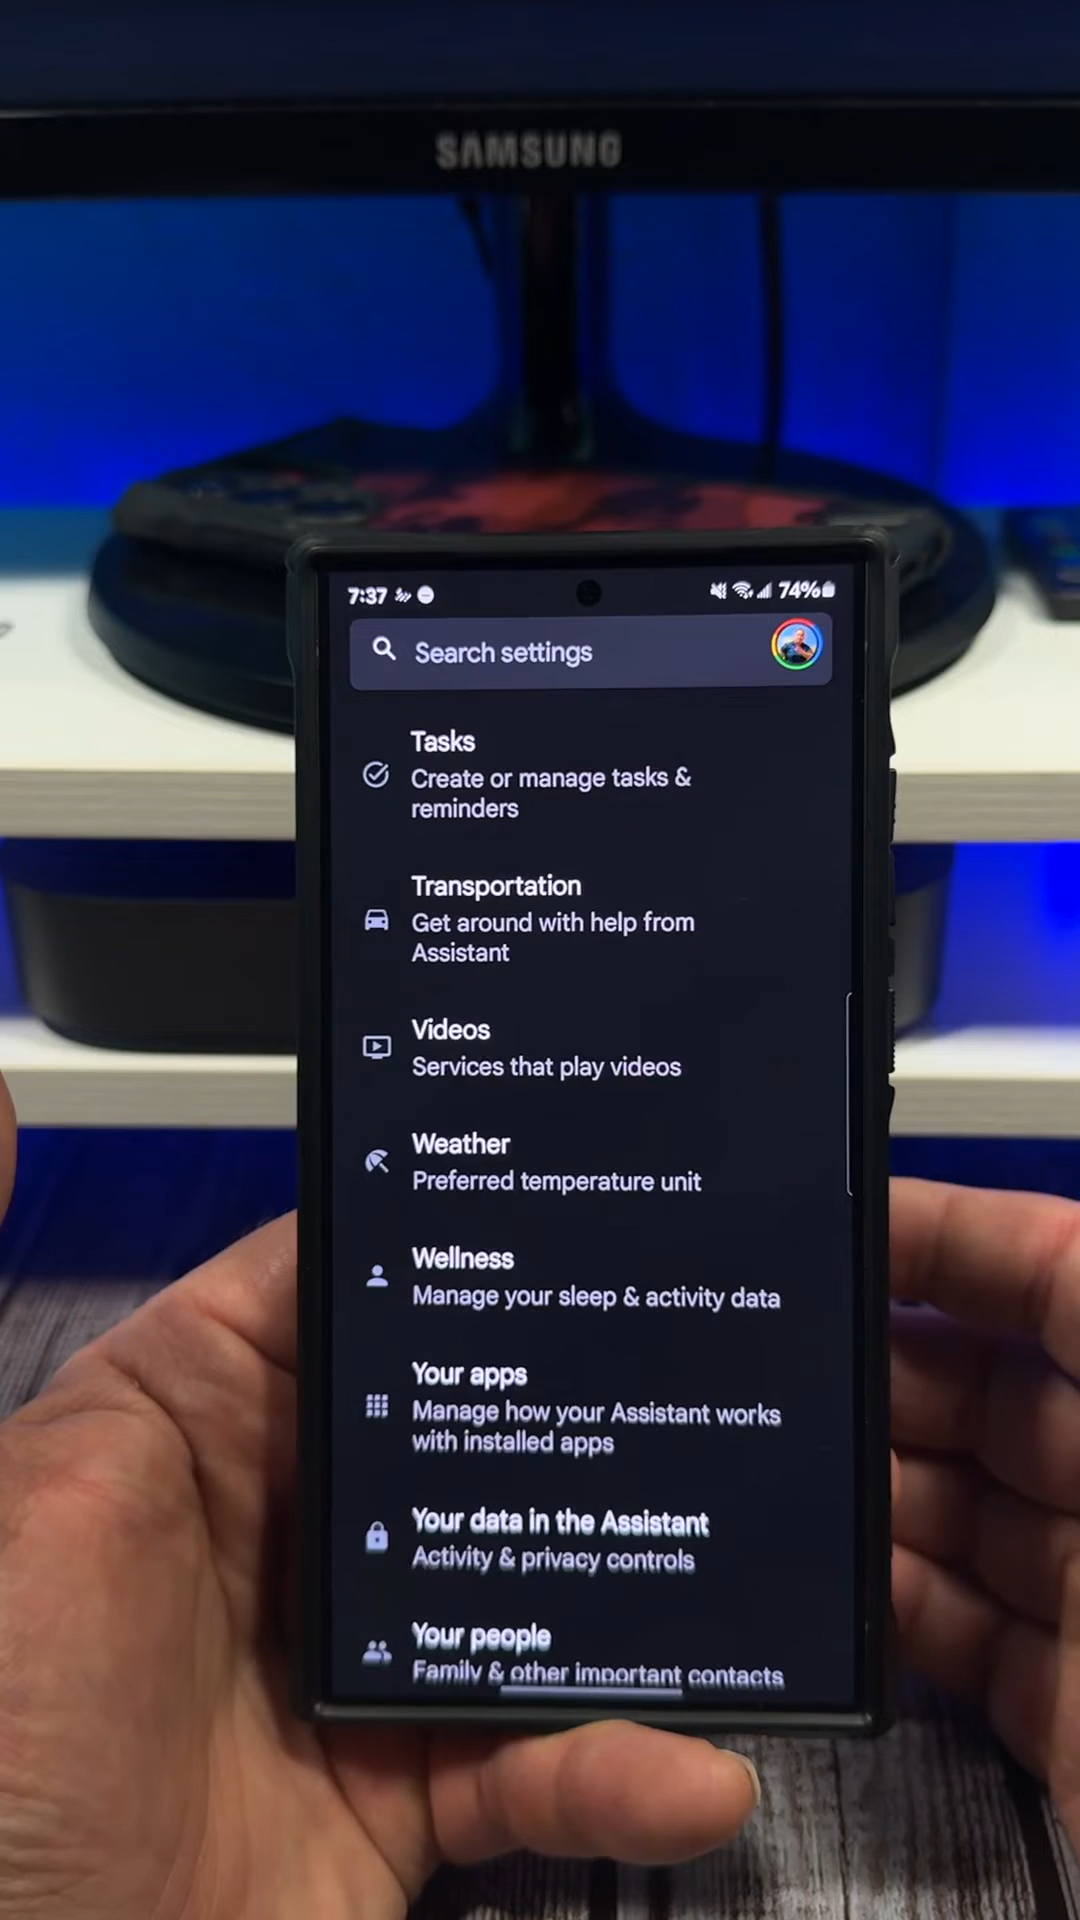 SAMSUNG
7:37
74%
Search settings
Tasks
Create or manage tasks &
reminders
Transportation
Get around with help from
Assistant
Videos
Services that play videos
Weather
Preferred temperature unit
Wellness
Manage your sleep & activity data
Your apps
Manage how your Assistant works
with installed apps
Your data in the Assistant
Activity & privacy controls
Your people
Family & other important contacts